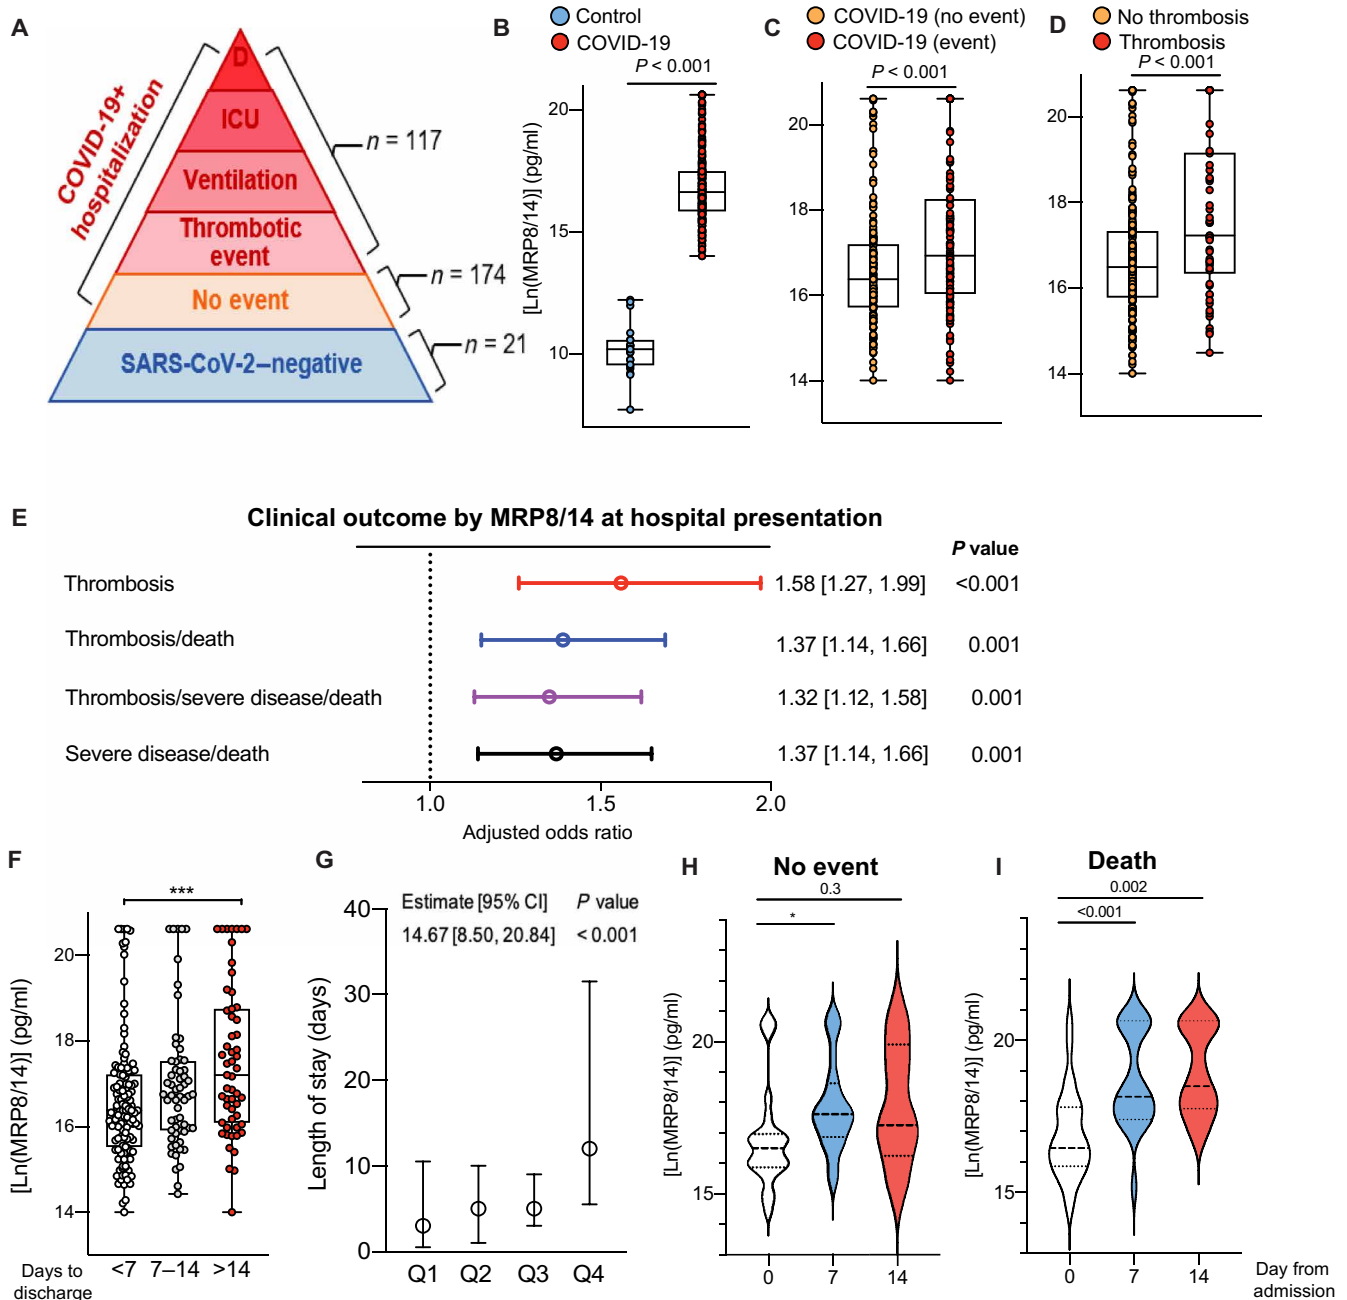 A
D
ICU
Ventilation
Thrombotic
event
No event
SARS-CoV-2–negative
COVID-19+
hospitalization
n = 117
n = 174
n = 21
B
Control
COVID-19
P < 0.001
[Ln(MRP8/14)] (pg/ml)
20
15
10
C
COVID-19 (no event)
COVID-19 (event)
P < 0.001
20
18
16
14
D
No thrombosis
Thrombosis
P < 0.001
20
18
16
14
E
Clinical outcome by MRP8/14 at hospital presentation
P value
Thrombosis
1.58 [1.27, 1.99]
<0.001
Thrombosis/death
1.37 [1.14, 1.66]
0.001
Thrombosis/severe disease/death
1.32 [1.12, 1.58]
0.001
Severe disease/death
1.37 [1.14, 1.66]
0.001
1.0
1.5
2.0
Adjusted odds ratio
F
***
[Ln(MRP8/14)] (pg/ml)
20
18
16
14
Days to
discharge
<7
7–14
>14
G
Estimate [95% CI]
P value
14.67 [8.50, 20.84]
< 0.001
Length of stay (days)
40
30
20
10
0
Q1
Q2
Q3
Q4
H
No event
0.3
*
[Ln(MRP8/14)] (pg/ml)
20
15
0
7
14
I
Death
0.002
<0.001
[Ln(MRP8/14)] (pg/ml)
20
15
0
7
14
Day from
admission